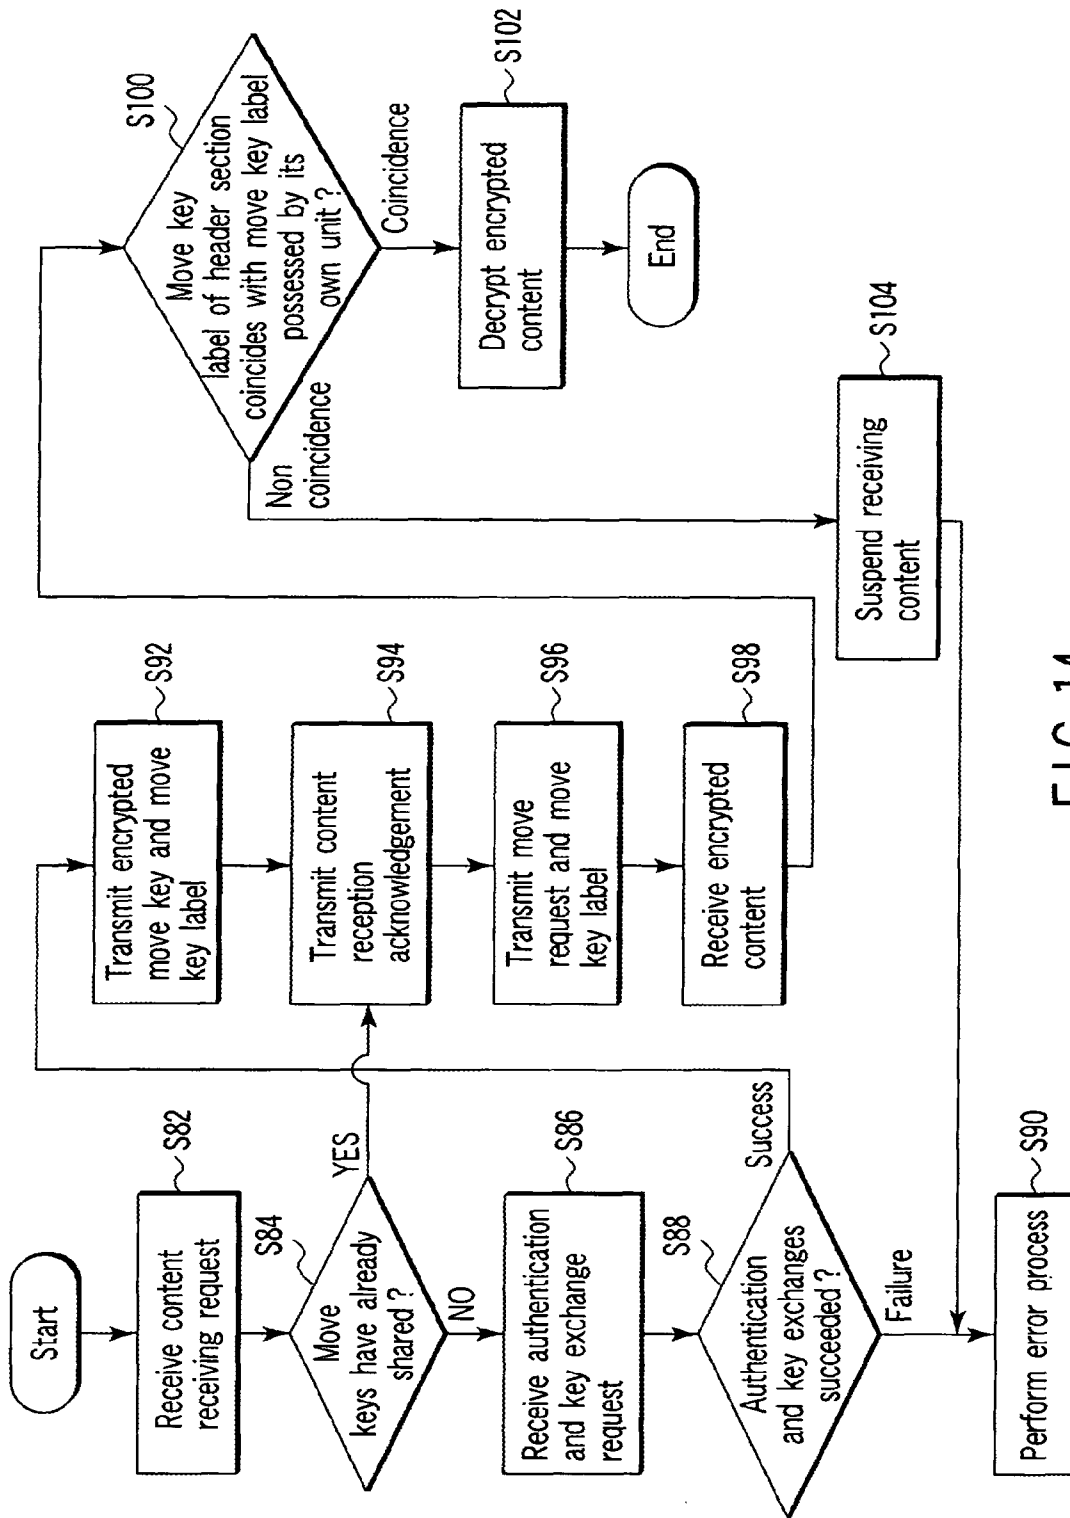 Start
Receive content
receiving request
S82
Move
keys have already
shared ?
S84
YES
NO
Receive authentication
and key exchange
request
S86
Authentication
and key exchanges
succeeded ?
S88
Success
Failure
Perform error process
S90
Transmit encrypted
move key and move
key label
S92
Transmit content
reception
acknowledgement
S94
Transmit move
request and move
key label
S96
Receive encrypted
content
S98
Move key
label of header section
coincides with move key label
possessed by its
own unit ?
S100
Coincidence
Non
coincidence
Decrypt encrypted
content
S102
End
Suspend receiving
content
S104
FIG. 14